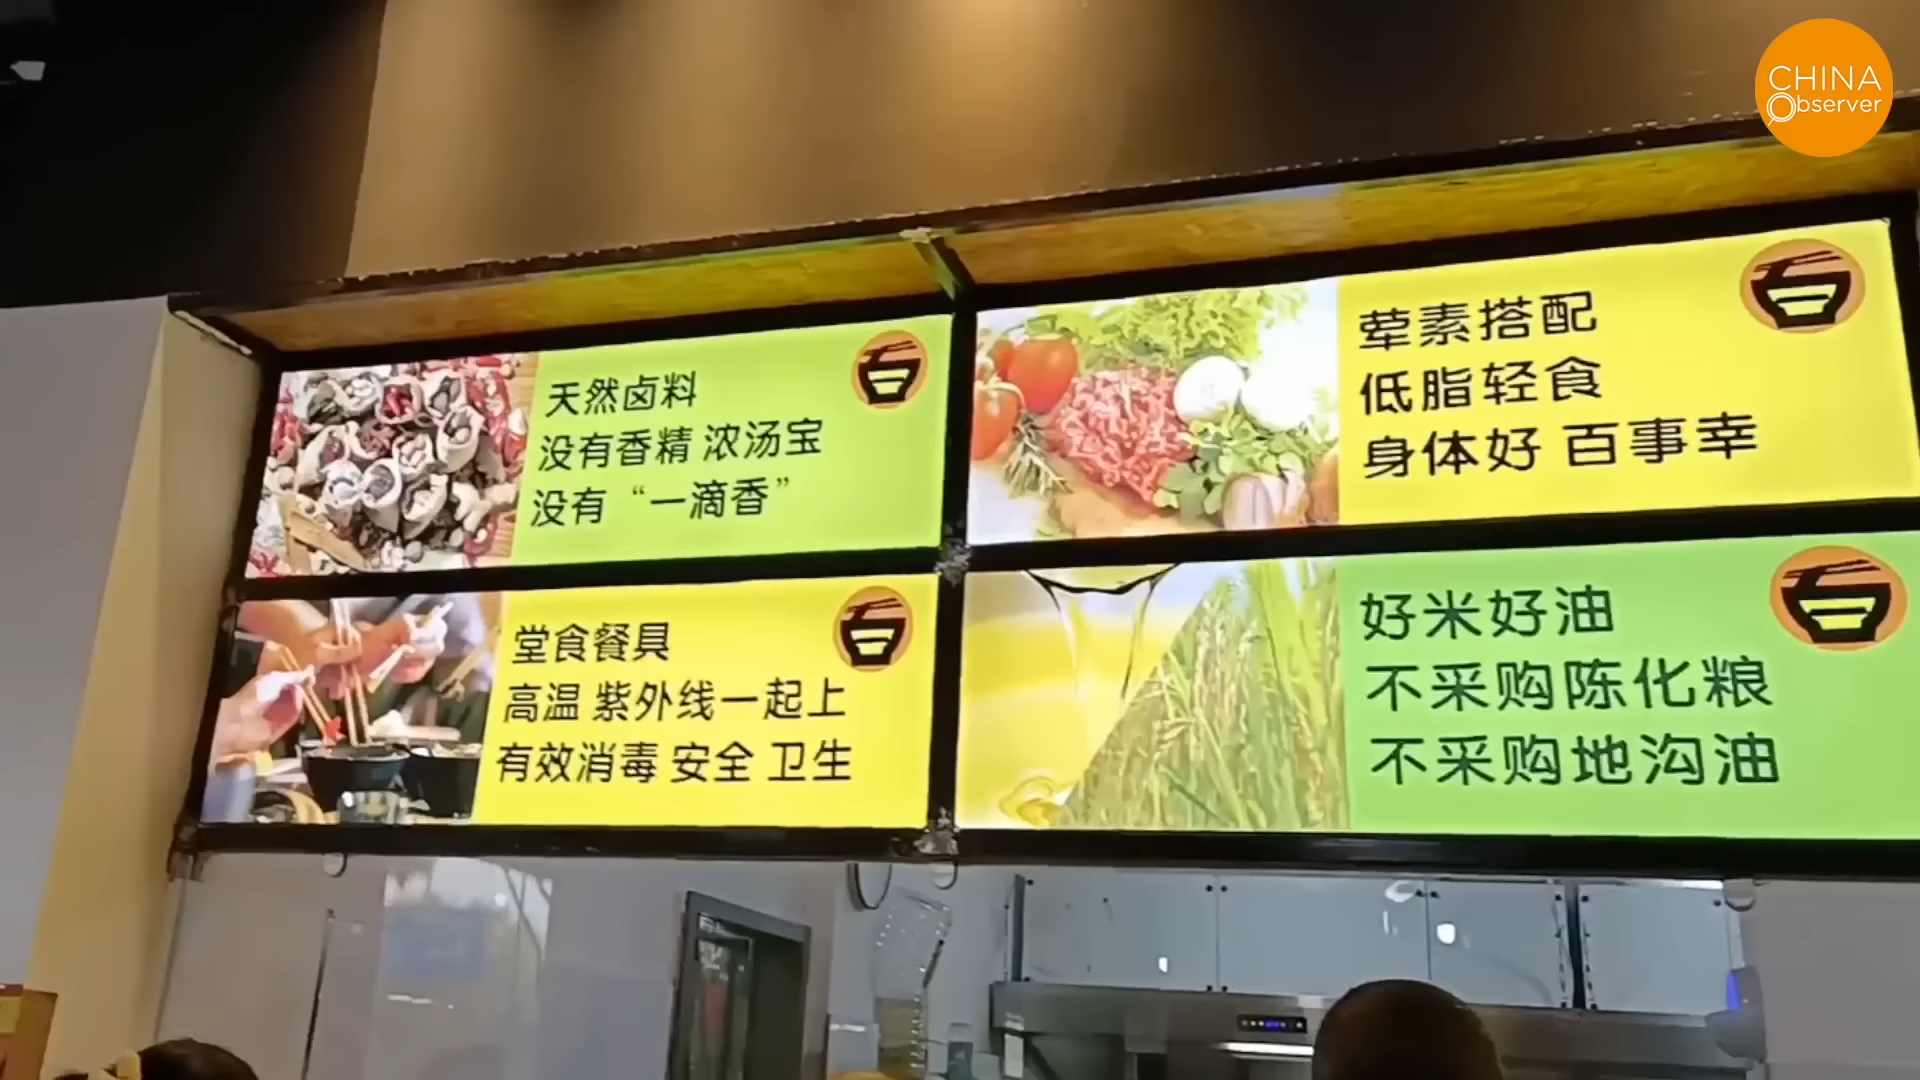 CHINA
Observer
天然卤料
没有香精 浓汤宝
没有“一滴香”
荤素搭配
低脂轻食
身体好 百事幸
堂食餐具
高温 紫外线一起上
有效消毒 安全 卫生
好米好油
不采购陈化粮
不采购地沟油